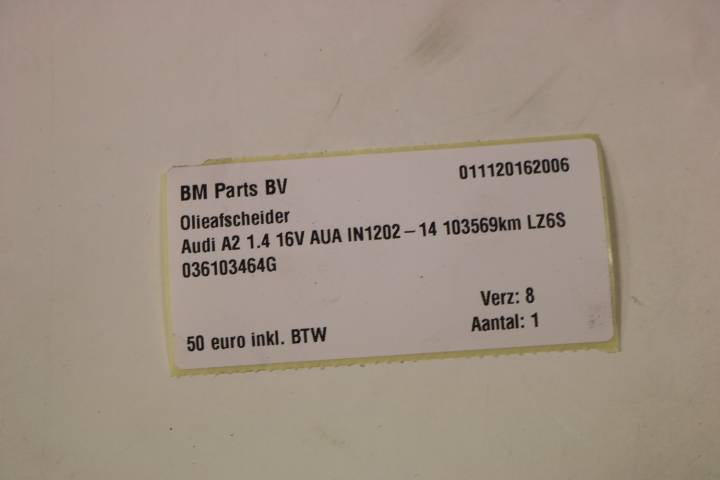 BM Parts BV 011120162006
Olieafscheider
Audi A2 1.4 16V AUA IN1202-14 103569km LZ6S
036103464G
Verz: 8
50 euro inkl. BTW Aantal: 1